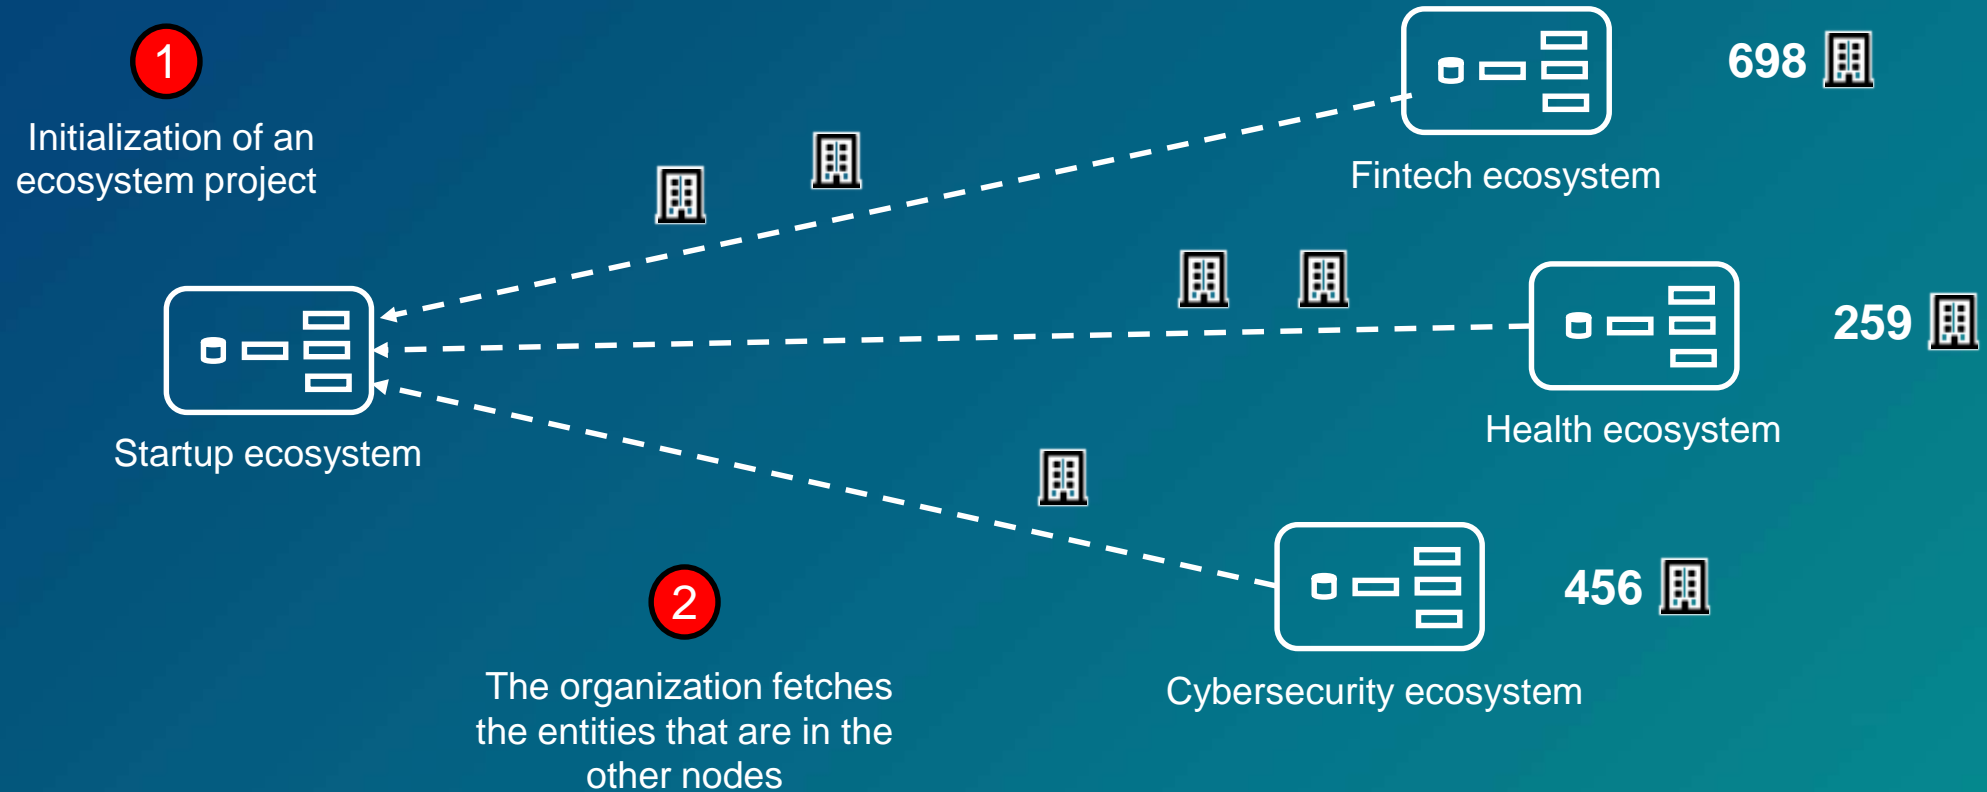 1
Initialization of an
ecosystem project
698
Fintech ecosystem
259
Health ecosystem
Startup ecosystem
456
Cybersecurity ecosystem
2
The organization fetches
the entities that are in the
other nodes